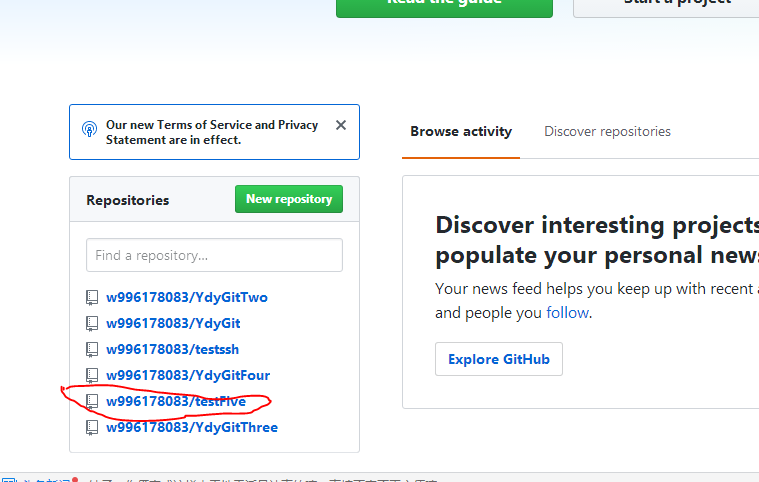 Read the guide
Start a project
Our new Terms of Service and Privacy
Statement are in effect.
Browse activity
Discover repositories
Repositories
New repository
Find a repository…
w996178083/YdyGitTwo
w996178083/YdyGit
w996178083/testssh
w996178083/YdyGitFour
w996178083/testFive
w996178083/YdyGitThree
Discover interesting projects
populate your personal news
Your news feed helps you keep up with recent
and people you follow.
Explore GitHub